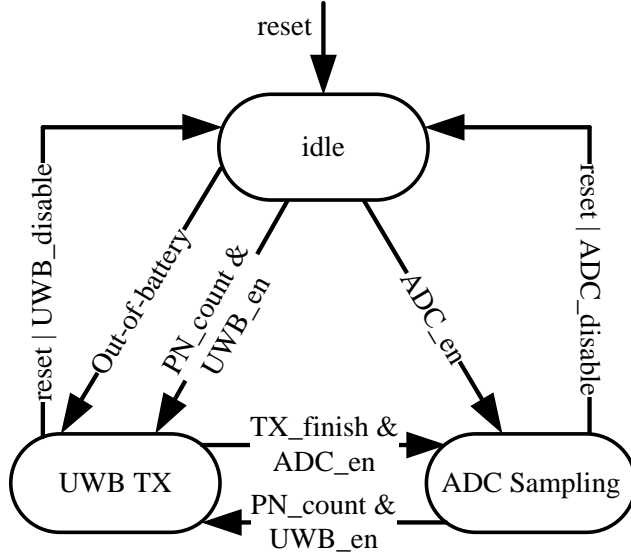 reset
idle
reset | UWB_disable
Out-of-battery
PN_count &
UWB_en
ADC_en
reset | ADC_disable
TX_finish &
ADC_en
UWB TX
ADC Sampling
PN_count &
UWB_en